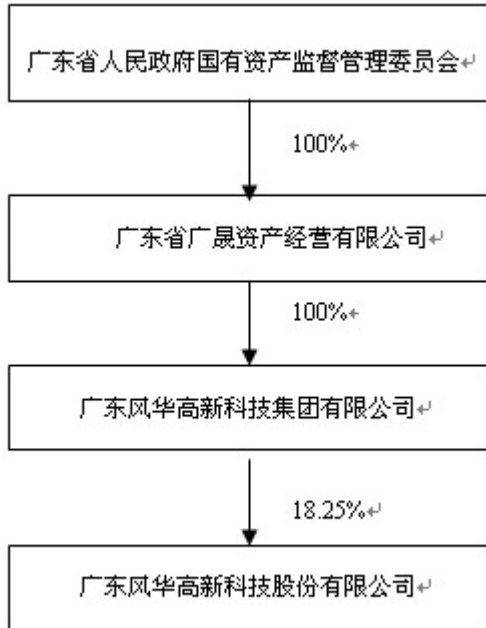 广东省人民政府国有资产监督管理委员会↵
100%↵
广东省广晟资产经营有限公司↵
100%↵
广东风华高新科技集团有限公司↵
18.25%↵
广东风华高新科技股份有限公司↵